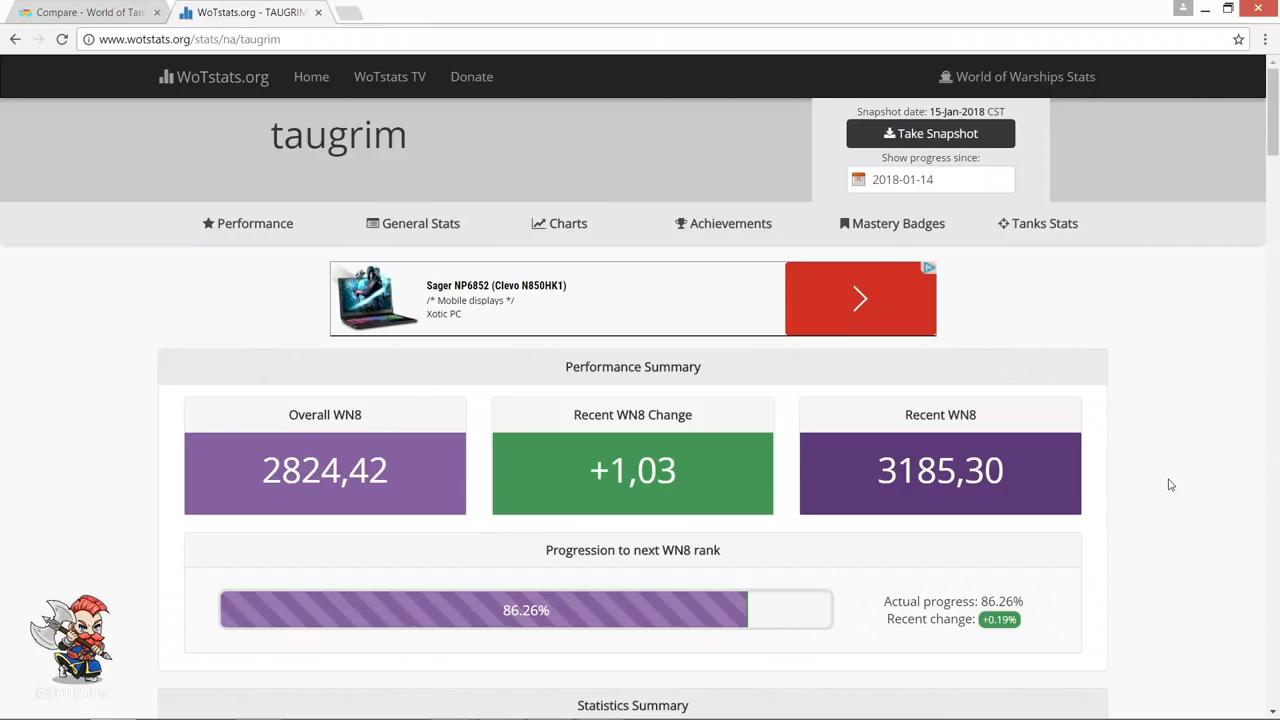 Compare - World of Tan
WoTstats.org - TAUGRIM
www.wotstats.org/stats/na/taugrim
WoTstats.org
Home
WoTstats TV
Donate
World of Warships Stats
taugrim
Snapshot date: 15-Jan-2018 CST
Take Snapshot
Show progress since:
2018-01-14
Performance
General Stats
Charts
Achievements
Mastery Badges
Tanks Stats
Sager NP6852 (Clevo N850HK1)
/* Mobile displays */
Xotic PC
Performance Summary
Overall WN8
Recent WN8 Change
Recent WN8
2824,42
+1,03
3185,30
Progression to next WN8 rank
86.26%
Actual progress: 86.26%
Recent change: +0.19%
@taugrim
Statistics Summary